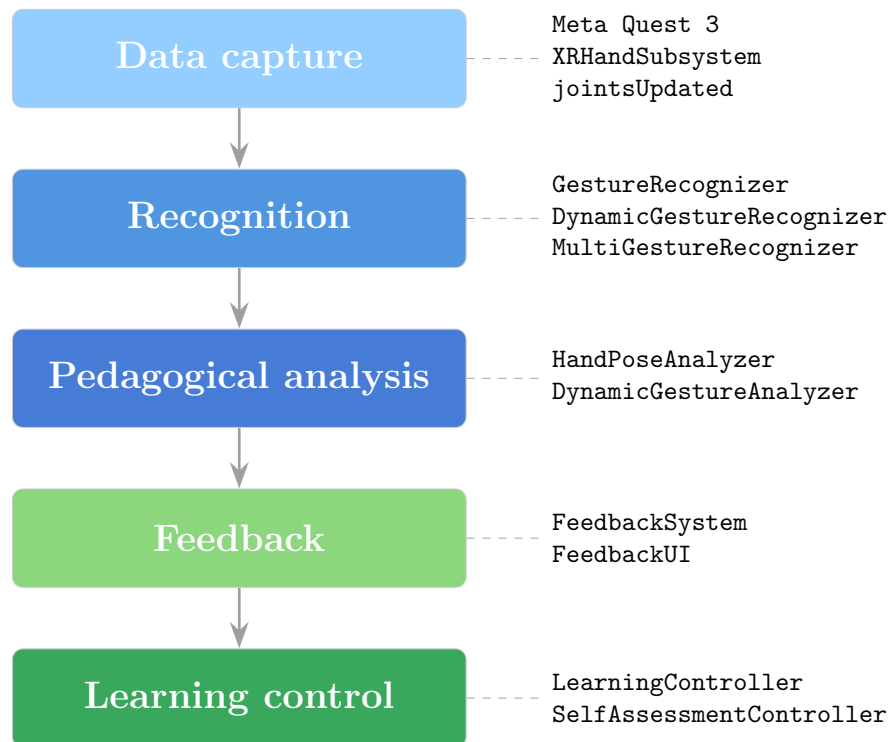 Data capture
Meta Quest 3
XRHandSubsystem
jointsUpdated
Recognition
GestureRecognizer
DynamicGestureRecognizer
MultiGestureRecognizer
Pedagogical analysis
HandPoseAnalyzer
DynamicGestureAnalyzer
Feedback
FeedbackSystem
FeedbackUI
Learning control
LearningController
SelfAssessmentController